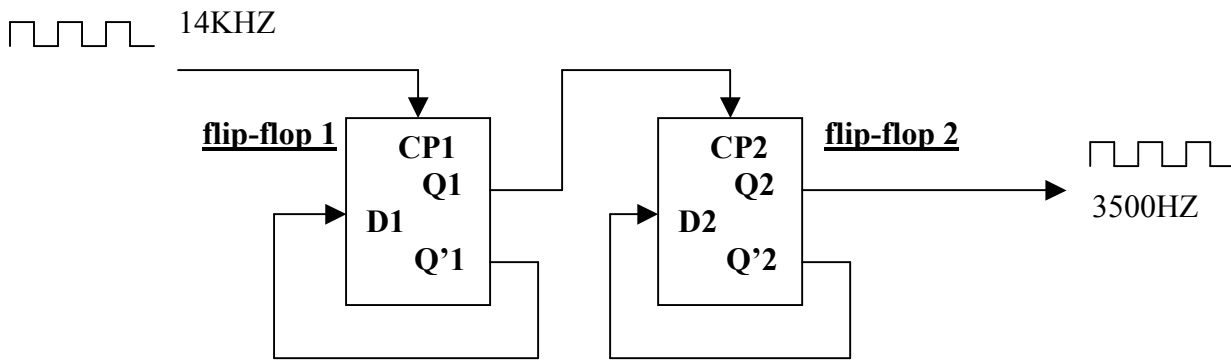 14KHZ
flip-flop 1
CP1
Q1
D1
Q’1
CP2
Q2
D2
Q’2
flip-flop 2
3500HZ